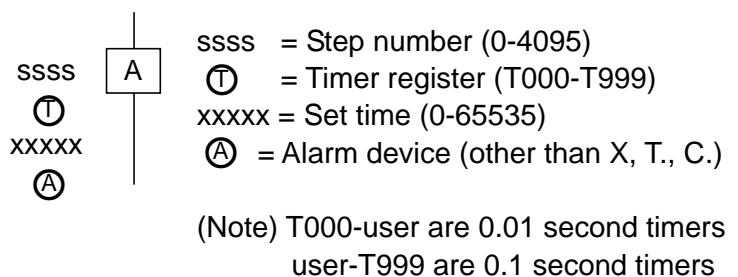 ssss
Ⓣ
xxxxx
Ⓐ
A
ssss = Step number (0-4095)
Ⓣ = Timer register (T000-T999)
xxxxx = Set time (0-65535)
Ⓐ = Alarm device (other than X, T., C.)
(Note) T000-user are 0.01 second timers
user-T999 are 0.1 second timers